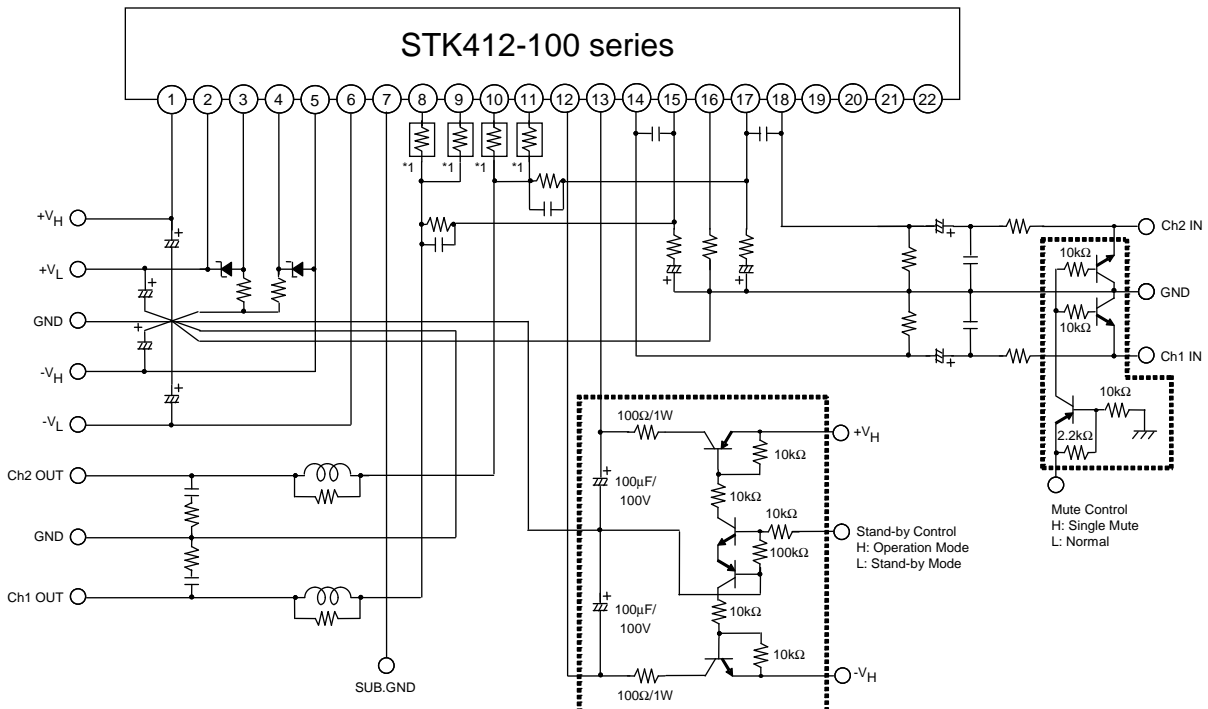 STK412-100 series
1 2 3 4 5 6 7 8 9 10 11 12 13 14 15 16 17 18 19 20 21 22
*1 *1 *1 *1
+VH
+VL
GND
-VH
-VL
Ch2 OUT
GND
Ch1 OUT
SUB.GND
100Ω/1W
+VH
10kΩ
100µF/
100V
10kΩ
10kΩ
Stand-by Control
H: Operation Mode
L: Stand-by Mode
100kΩ
100µF/
100V
10kΩ
10kΩ
-VH
100Ω/1W
Ch2 IN
10kΩ
GND
10kΩ
Ch1 IN
10kΩ
2.2kΩ
Mute Control
H: Single Mute
L: Normal